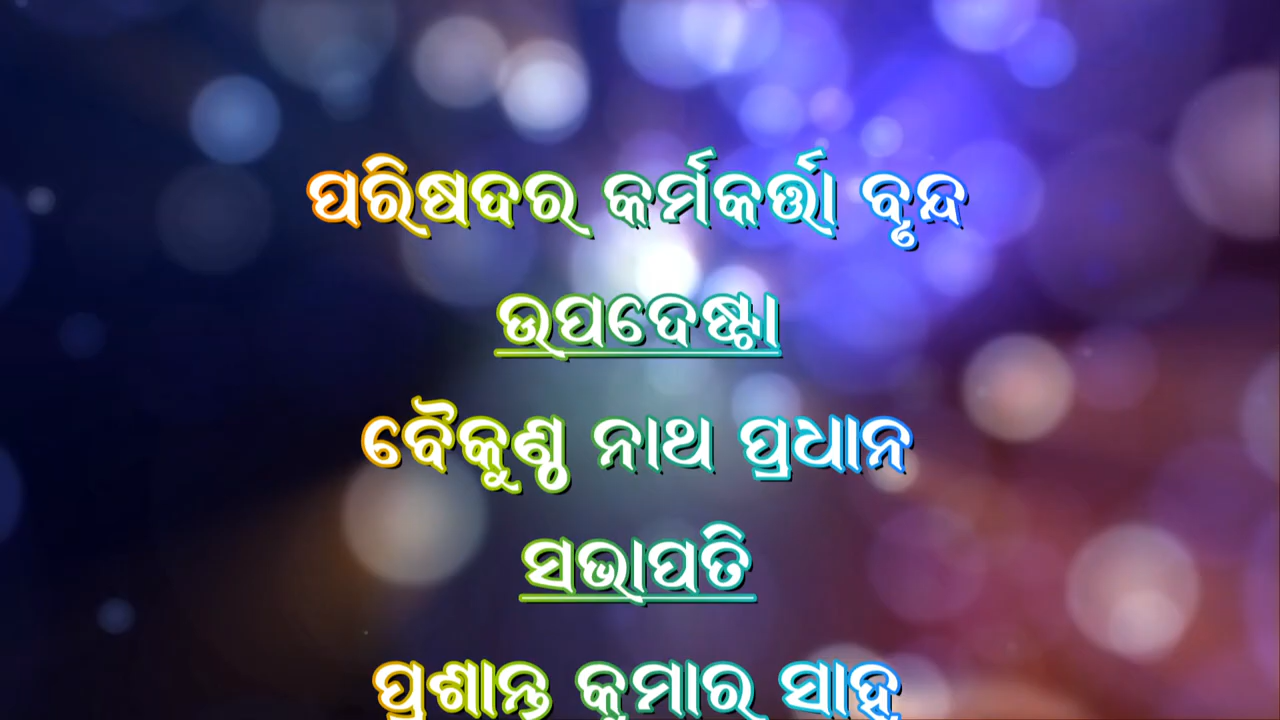 ପରିଷଦର କର୍ମକର୍ତ୍ତା ବୃନ୍ଦ
ଉପଦେଷ୍ଟା
ବୈକୁଣ୍ଠ ନାଥ ପ୍ରଧାନ
ସଭାପତି
ପ୍ରଶାନ୍ତ କୁମାର ସାହୁ